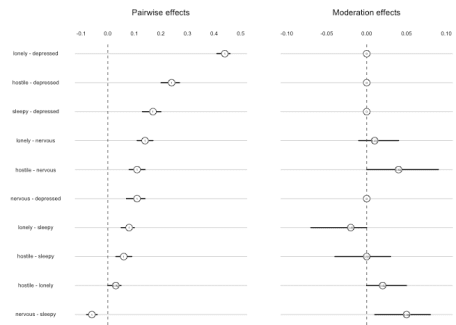 Pairwise effects
Moderation effects
-0.1 0.0 0.1 0.2 0.3 0.4 0.5
-0.10 -0.05 0.00 0.05 0.10
lonely - depressed
hostile - depressed
sleepy - depressed
lonely - nervous
hostile - nervous
nervous - depressed
lonely - sleepy
hostile - sleepy
hostile - lonely
nervous - sleepy